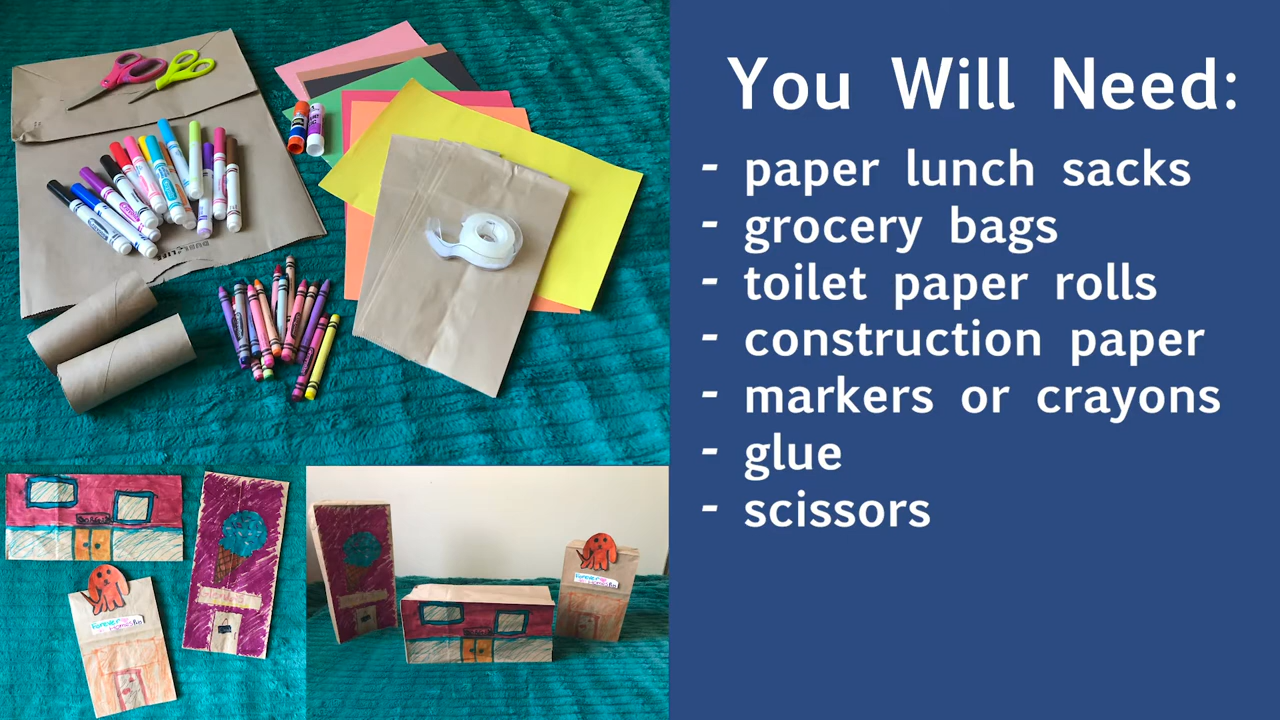 You Will Need:
- paper lunch sacks
- grocery bags
- toilet paper rolls
- construction paper
- markers or crayons
- glue
- scissors